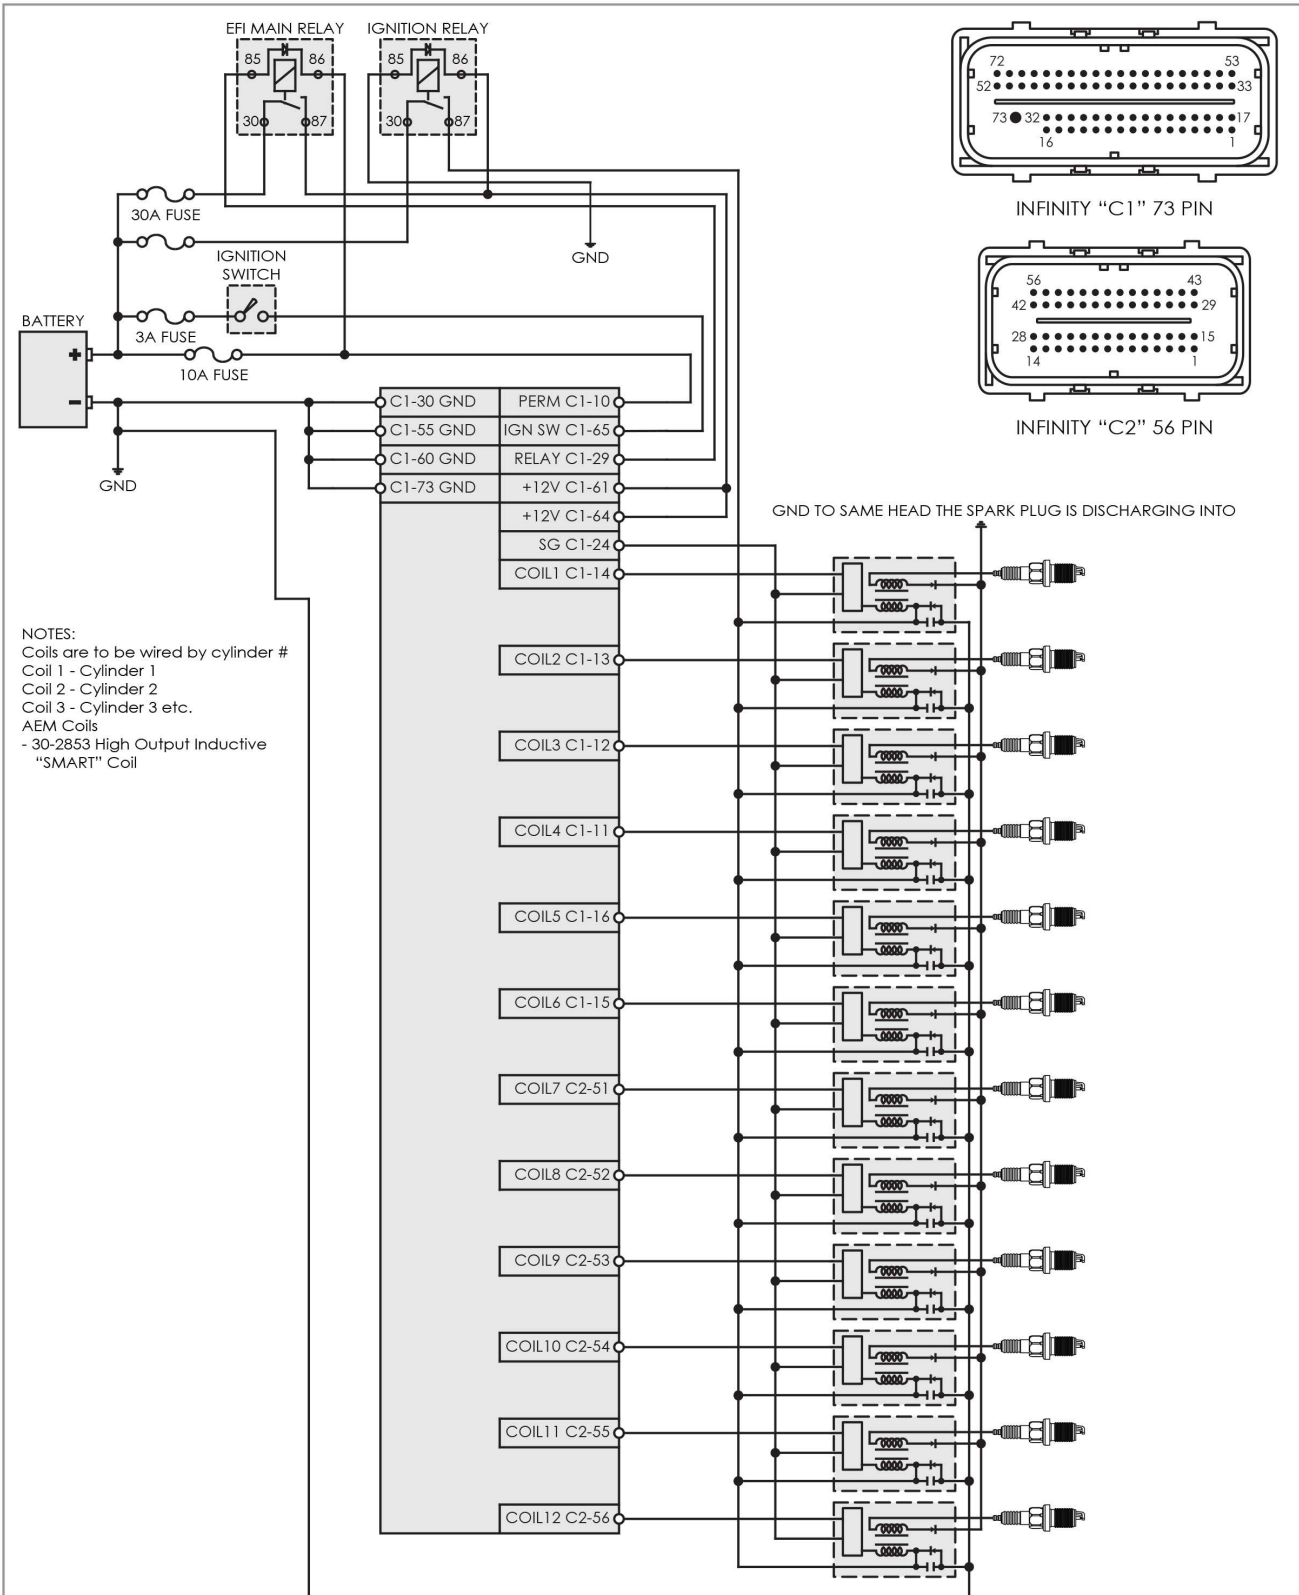 EFI MAIN RELAY
IGNITION RELAY
85
86
30
87
85
86
30
87
30A FUSE
IGNITION
SWITCH
3A FUSE
10A FUSE
BATTERY
+
-
GND
GND
72
53
52
33
73
32
17
16
1
INFINITY “C1” 73 PIN
56
43
42
29
28
15
14
1
INFINITY “C2” 56 PIN
C1-30 GND
PERM C1-10
C1-55 GND
IGN SW C1-65
C1-60 GND
RELAY C1-29
C1-73 GND
+12V C1-61
+12V C1-64
SG C1-24
COIL1 C1-14
COIL2 C1-13
COIL3 C1-12
COIL4 C1-11
COIL5 C1-16
COIL6 C1-15
COIL7 C2-51
COIL8 C2-52
COIL9 C2-53
COIL10 C2-54
COIL11 C2-55
COIL12 C2-56
GND TO SAME HEAD THE SPARK PLUG IS DISCHARGING INTO
NOTES:
Coils are to be wired by cylinder #
Coil 1 - Cylinder 1
Coil 2 - Cylinder 2
Coil 3 - Cylinder 3 etc.
AEM Coils
- 30-2853 High Output Inductive
“SMART” Coil